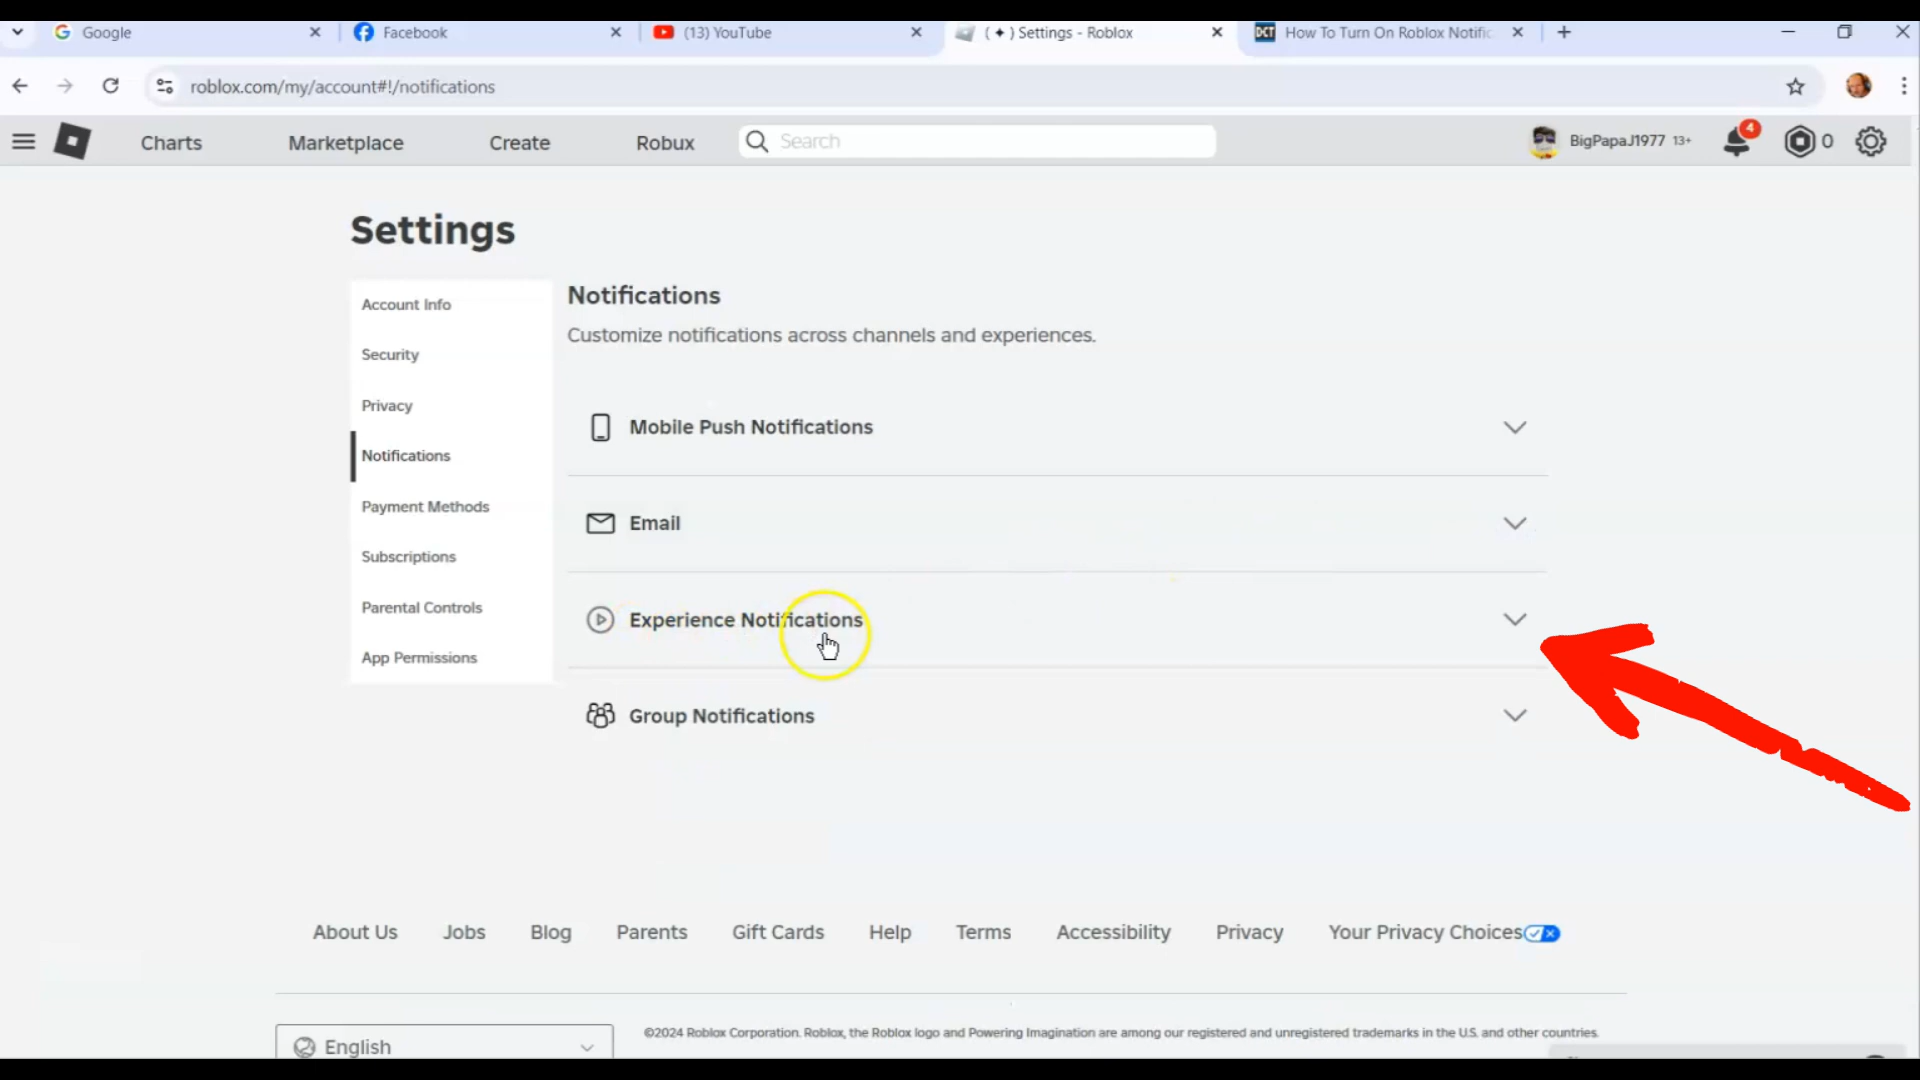 Google
Facebook
(13) YouTube
( ✦ ) Settings - Roblox
DCT
How To Turn On Roblox Notific
roblox.com/my/account#!/notifications
Charts
Marketplace
Create
Robux
Search
BigPapaJ1977 13+
4
0
Settings
Account Info
Security
Privacy
Notifications
Payment Methods
Subscriptions
Parental Controls
App Permissions
Notifications
Customize notifications across channels and experiences.
Mobile Push Notifications
Email
Experience Notifications
Group Notifications
About Us
Jobs
Blog
Parents
Gift Cards
Help
Terms
Accessibility
Privacy
Your Privacy Choices
English
©2024 Roblox Corporation. Roblox, the Roblox logo and Powering Imagination are among our registered and unregistered trademarks in the U.S. and other countries.